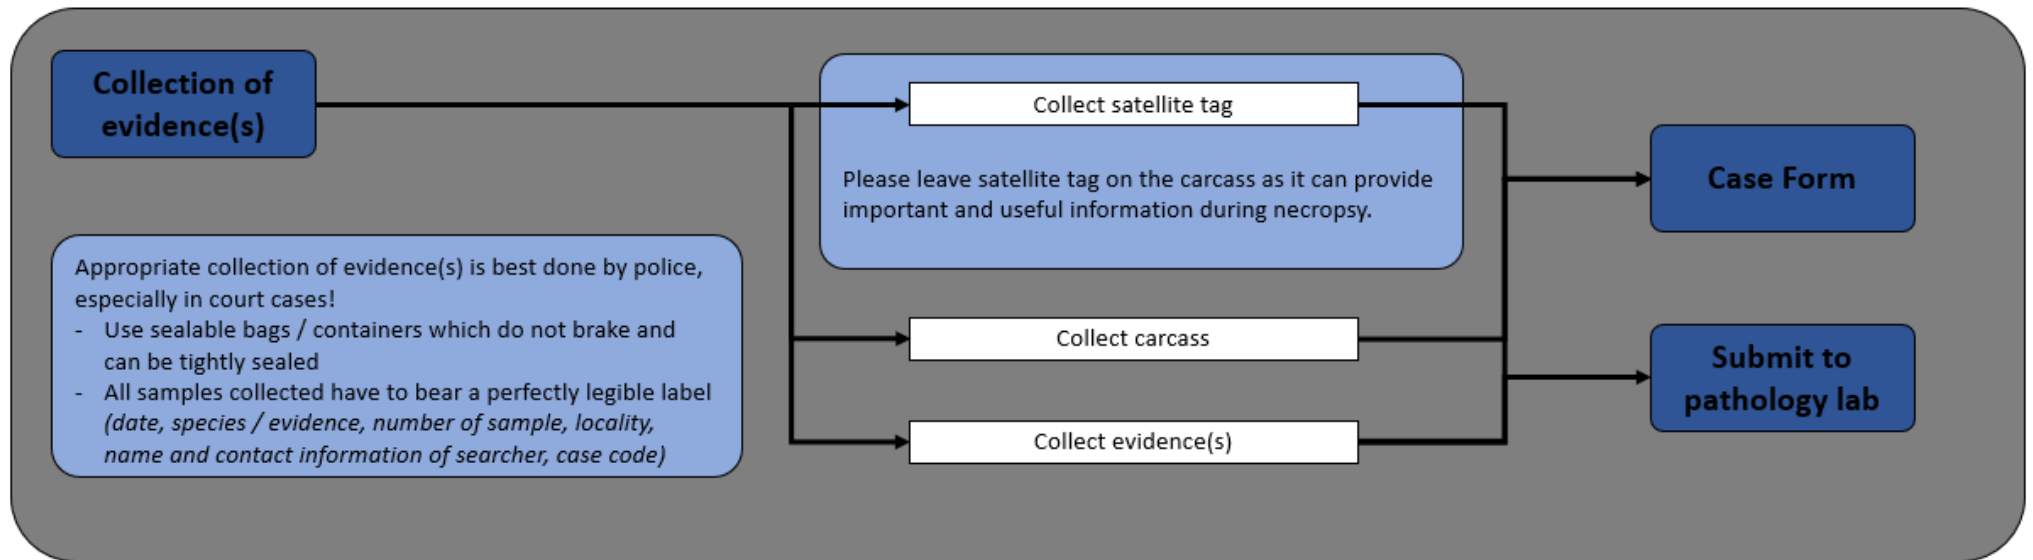 Collection of
evidence(s)
Collect satellite tag
Please leave satellite tag on the carcass as it can provide
important and useful information during necropsy.
Case Form
Appropriate collection of evidence(s) is best done by police,
especially in court cases!
- Use sealable bags / containers which do not brake and
can be tightly sealed
- All samples collected have to bear a perfectly legible label
(date, species / evidence, number of sample, locality,
name and contact information of searcher, case code)
Collect carcass
Collect evidence(s)
Submit to
pathology lab